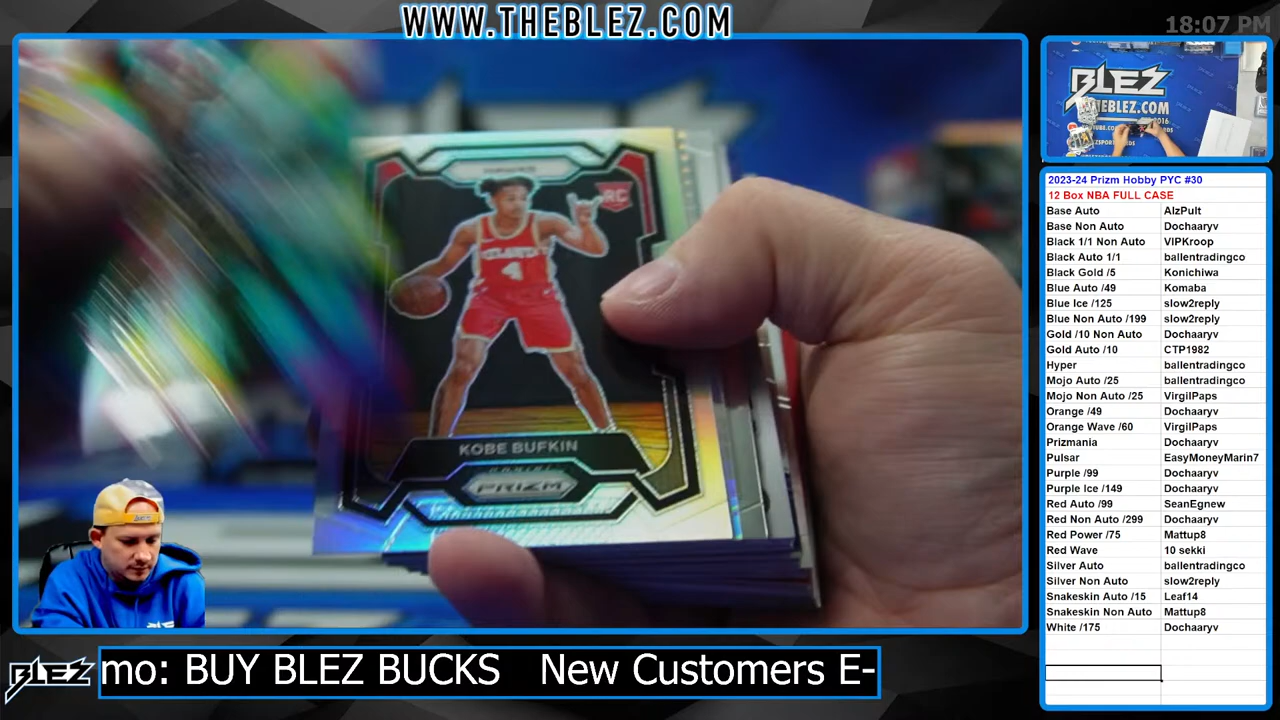 WWW.THEBLEZ.COM
18:07 PM
RC
ATLANTA
4
KOBE BUFKIN
PANINI
PRIZM
BLEZ
THEBLEZ.COM
2023-24 Prizm Hobby PYC #30
12 Box NBA FULL CASE
Base Auto AlzPult
Base Non Auto Dochaaryv
Black 1/1 Non Auto VIPKroop
Black Auto 1/1 ballentradingco
Black Gold /5 Konichiwa
Blue Auto /49 Komaba
Blue Ice /125 slow2reply
Blue Non Auto /199 slow2reply
Gold /10 Non Auto Dochaaryv
Gold Auto /10 CTP1982
Hyper ballentradingco
Mojo Auto /25 ballentradingco
Mojo Non Auto /25 VirgilPaps
Orange /49 Dochaaryv
Orange Wave /60 VirgilPaps
Prizmania Dochaaryv
Pulsar EasyMoneyMarin7
Purple /99 Dochaaryv
Purple Ice /149 Dochaaryv
Red Auto /99 SeanEgnew
Red Non Auto /299 Dochaaryv
Red Power /75 Mattup8
Red Wave 10 sekki
Silver Auto ballentradingco
Silver Non Auto slow2reply
Snakeskin Auto /15 Leaf14
Snakeskin Non Auto Mattup8
White /175 Dochaaryv
BLEZ
mo: BUY BLEZ BUCKS New Customers E-